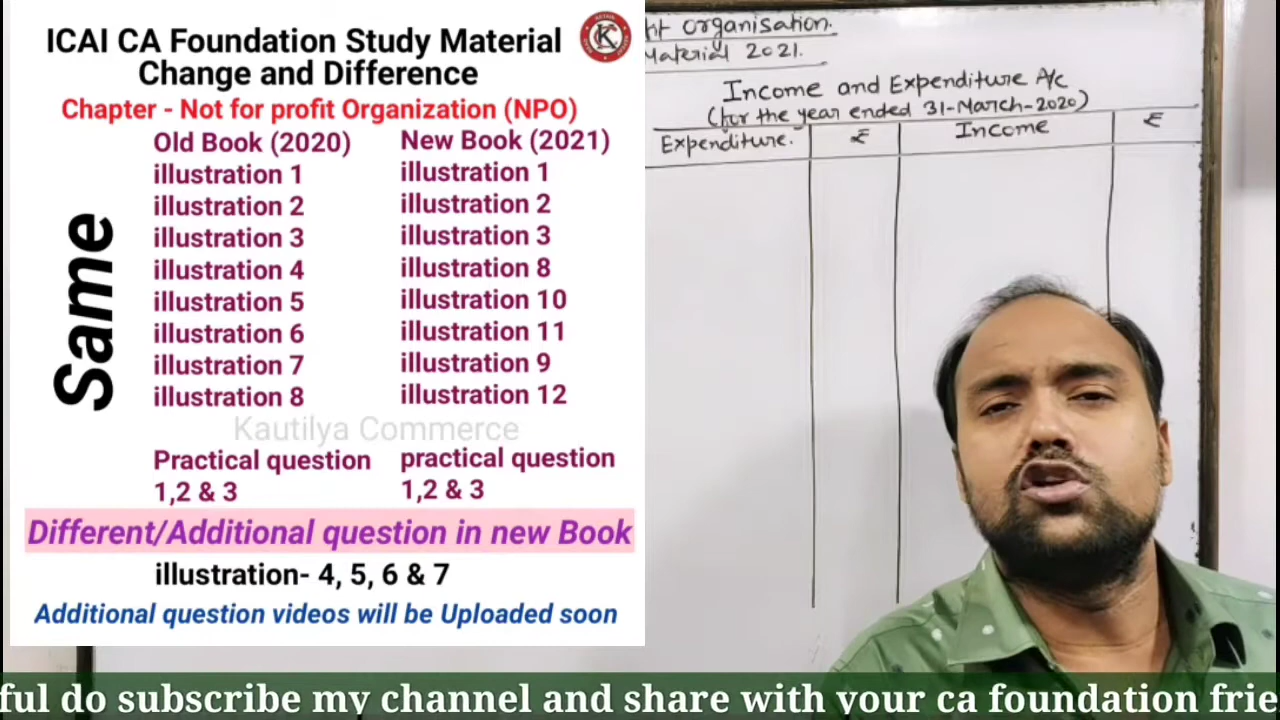 ICAI CA Foundation Study Material
Change and Difference
Chapter - Not for profit Organization (NPO)
Old Book (2020) New Book (2021)
illustration 1 illustration 1
illustration 2 illustration 2
illustration 3 illustration 3
illustration 4 illustration 8
illustration 5 illustration 10
illustration 6 illustration 11
illustration 7 illustration 9
illustration 8 illustration 12
Same
Kautilya Commerce
Practical question practical question
1,2 & 3 1,2 & 3
Different/Additional question in new Book
illustration- 4, 5, 6 & 7
Additional question videos will be Uploaded soon
organisation.
Material 2021.
Income and Expenditure A/c
(for the year ended 31-March-2020)
Expenditure. ₹ Income ₹
ful do subscribe my channel and share with your ca foundation frie